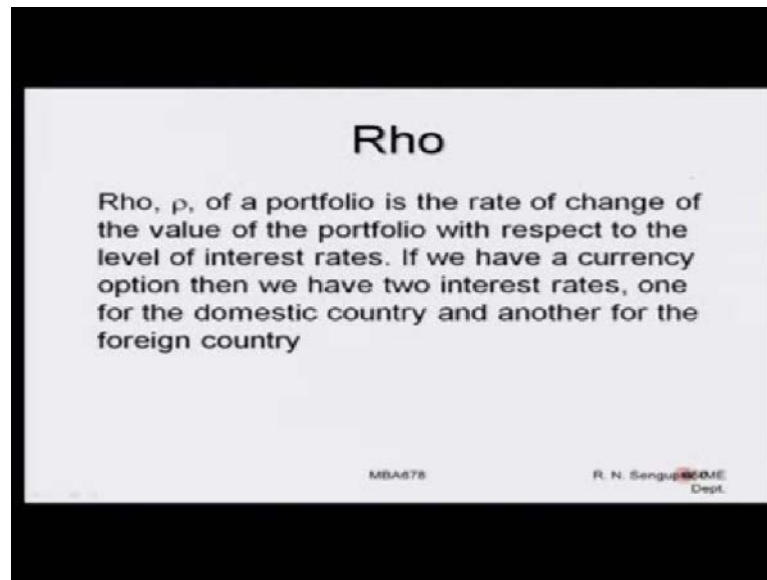 Rho
Rho, ρ, of a portfolio is the rate of change of
the value of the portfolio with respect to the
level of interest rates. If we have a currency
option then we have two interest rates, one
for the domestic country and another for the
foreign country
MBA678
R. N.
Dept.